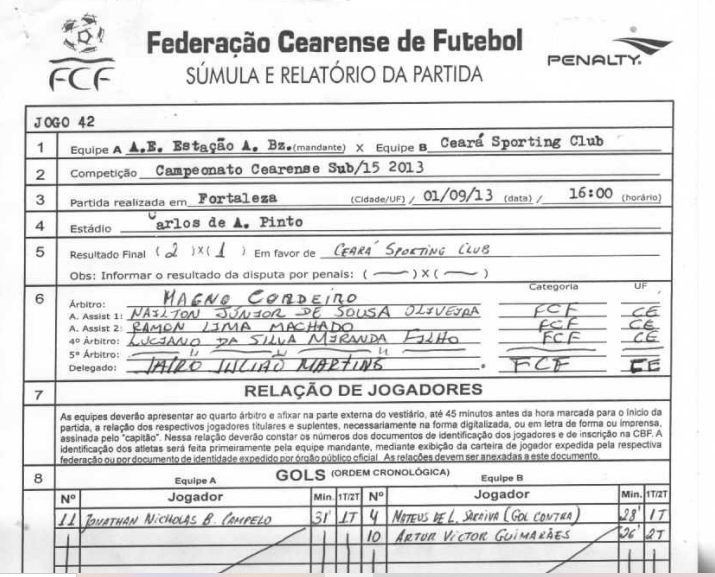 Federação Cearense de Futebol
FCF
SÚMULA E RELATÓRIO DA PARTIDA
PENALTY.
JOGO 42
1 Equipe A A.E. Estação A. Bz. (mandante) X Equipe B Ceará Sporting Club
2 Competição Campeonato Cearense Sub/15 2013
3 Partida realizada em Fortaleza (Cidade/UF) / 01/09/13 (data) / 16:00 (horário)
4 Estádio Carlos de A. Pinto
5 Resultado Final ( 2 ) X ( 1 ) Em favor de CEARÁ SPORTING CLUB
Obs: Informar o resultado da disputa por penais: ( — ) X ( — )
Categoria UF
6 Árbitro: MAGNO CORDEIRO
A. Assist 1: NAILTON JÚNIOR DE SOUSA OLIVEIRA FCF CE
A. Assist 2: RAMON LIMA MACHADO FCF CE
4º Árbitro: LUCIANO DA SILVA MIRANDA FILHO FCF CE
5º Árbitro:
Delegado: JAIRO JULIÃO MARTINS . FCF CE
7 RELAÇÃO DE JOGADORES
As equipes deverão apresentar ao quarto árbitro e afixar na parte externa do vestiário, até 45 minutos antes da hora marcada para o início da
partida, a relação dos respectivos jogadores titulares e suplentes, necessariamente na forma digitalizada, ou em letra de forma ou imprensa,
assinada pelo "capitão". Nessa relação deverão constar os números dos documentos de identificação dos jogadores e de inscrição na CBF. A
identificação dos atletas será feita primeiramente pela equipe mandante, mediante exibição da carteira de jogador expedida pela respectiva
federação ou por documento de identidade expedido por órgão público oficial As relações devem ser anexadas a este documento.
8 Equipe A GOLS (ORDEM CRONOLÓGICA) Equipe B
Nº Jogador Min. 1T/2T Nº Jogador Min. 1T/2T
11 JONATHAN NICHOLAS B. CAMPELO 31' 1T 4 MATEUS DE L. SARAIVA (GOL CONTRA) 28' 1T
10 ARTUR VICTOR GUIMARÃES 26' 2T